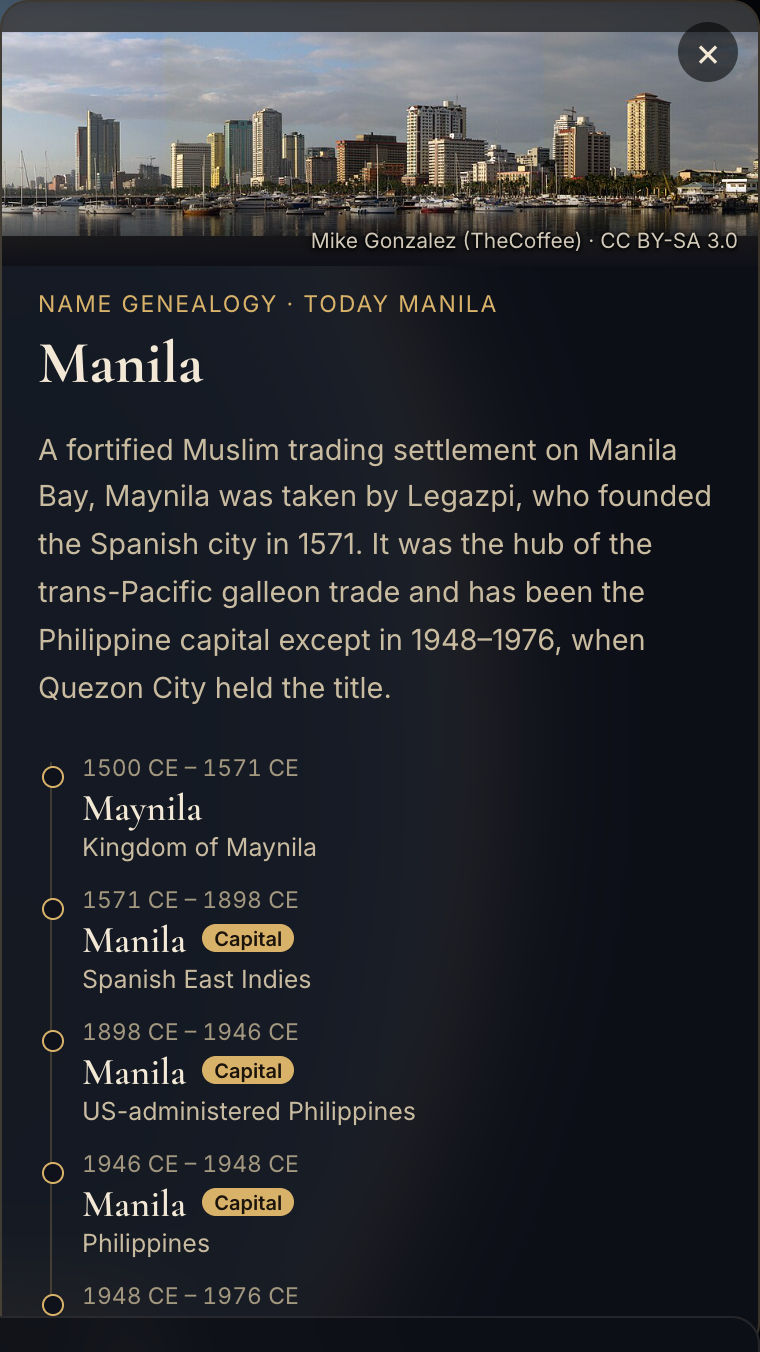 Mike Gonzalez (TheCoffee) · CC BY-SA 3.0
NAME GENEALOGY · TODAY MANILA
Manila
A fortified Muslim trading settlement on Manila
Bay, Maynila was taken by Legazpi, who founded
the Spanish city in 1571. It was the hub of the
trans-Pacific galleon trade and has been the
Philippine capital except in 1948–1976, when
Quezon City held the title.
1500 CE – 1571 CE
Maynila
Kingdom of Maynila
1571 CE – 1898 CE
Manila Capital
Spanish East Indies
1898 CE – 1946 CE
Manila Capital
US-administered Philippines
1946 CE – 1948 CE
Manila Capital
Philippines
1948 CE – 1976 CE